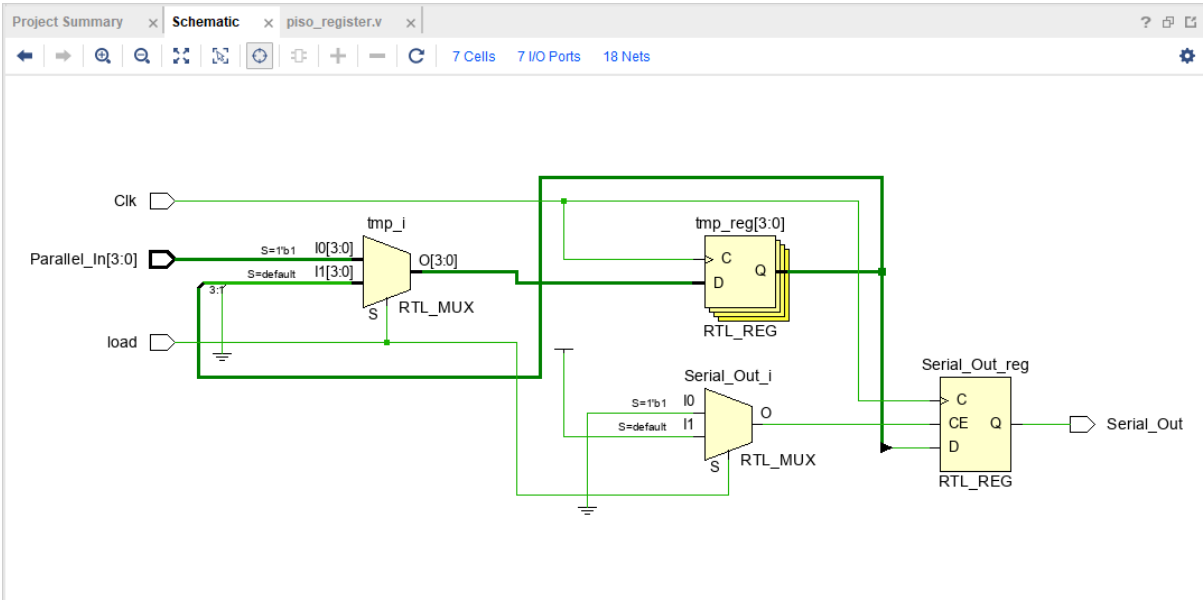 Project Summary × Schematic × piso_register.v × ?
7 Cells 7 I/O Ports 18 Nets
Clk
tmp_i
tmp_reg[3:0]
Parallel_In[3:0]
S=1'b1 I0[3:0]
S=default I1[3:0]
O[3:0]
S
RTL_MUX
3:1
C
D
Q
RTL_REG
load
Serial_Out_i
S=1'b1 I0
S=default I1
O
S
RTL_MUX
Serial_Out_reg
C
CE Q
D
RTL_REG
Serial_Out